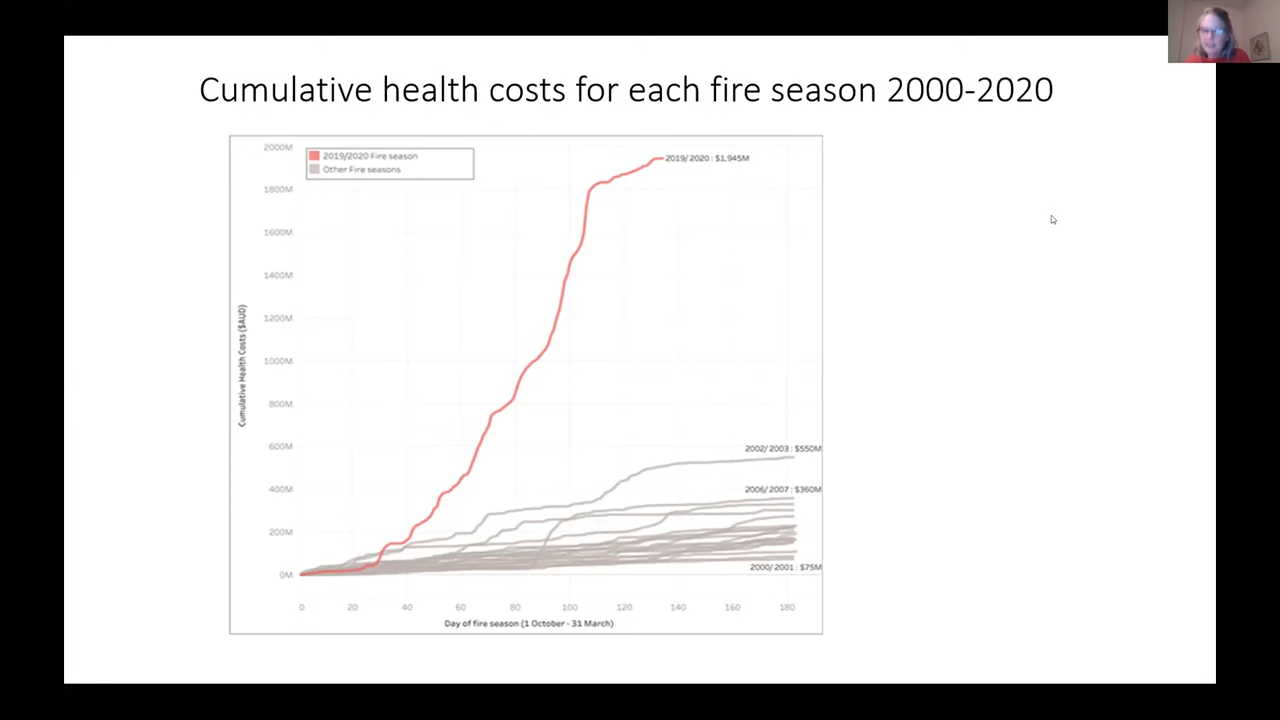 Cumulative health costs for each fire season 2000-2020
2000M
2019/2020 Fire season
Other Fire seasons
2019/2020 : $1,945M
1800M
1600M
1400M
1200M
1000M
800M
600M
400M
200M
0M
Cumulative Health Costs ($AUD)
2002/2003 : $550M
2006/2007 : $360M
2000/2001 : $75M
0 20 40 60 80 100 120 140 160 180
Day of fire season (1 October - 31 March)